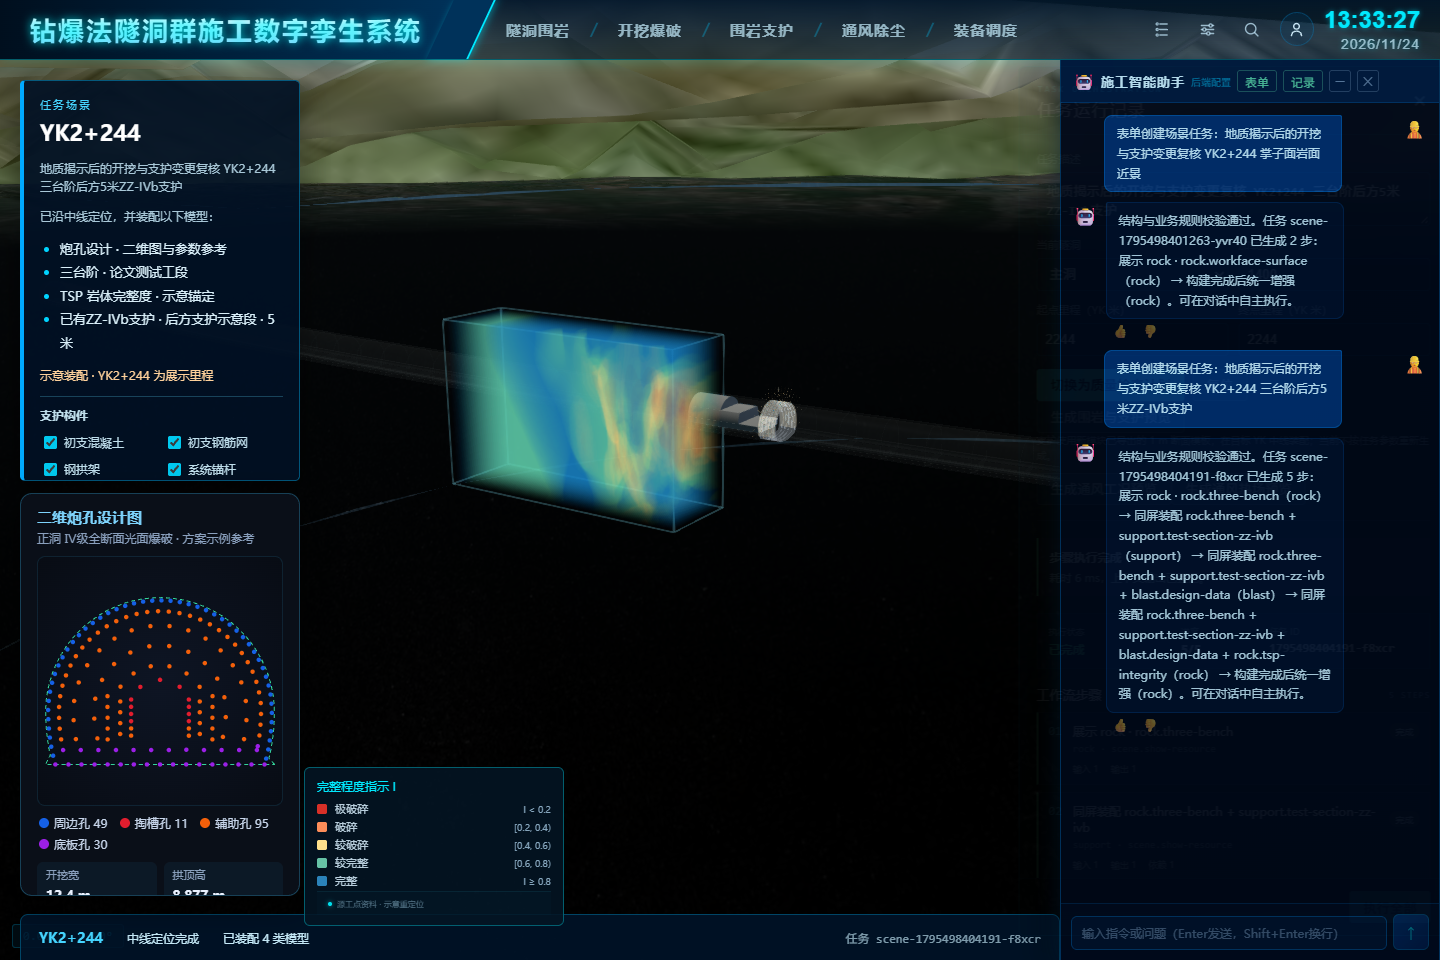 钻爆法隧洞群施工数字孪生系统
隧洞围岩 / 开挖爆破 / 围岩支护 / 通风除尘 / 装备调度
13:33:27
2026/11/24
任务场景
YK2+244
地质揭示后的开挖与支护变更复核 YK2+244
三台阶后方5米ZZ-IVb支护
已沿中线定位，并装配以下模型：
炮孔设计 · 二维图与参数参考
三台阶 · 论文测试工段
TSP 岩体完整度 · 示意锚定
已有ZZ-IVb支护 · 后方支护示意段 · 5
米
示意装配 · YK2+244 为展示里程
支护构件
初支混凝土 初支钢筋网
钢拱架 系统锚杆
二维炮孔设计图
正洞 IV级全断面光面爆破 · 方案示例参考
周边孔 49 掏槽孔 11 辅助孔 95
底板孔 30
开挖宽 拱顶高
12.4 m 8.877 m
完整程度指示 I
极破碎 I < 0.2
破碎 [0.2, 0.4)
较破碎 [0.4, 0.6)
较完整 [0.6, 0.8)
完整 I ≥ 0.8
源工点资料 · 示意重定位
YK2+244 中线定位完成 已装配 4 类模型
任务 scene-1795498404191-f8xcr
施工智能助手 后端配置 表单 记录
表单创建场景任务：地质揭示后的开挖
与支护变更复核 YK2+244 掌子面岩面
近景
结构与业务规则校验通过。任务 scene-
1795498401263-yvr40 已生成 2 步：
展示 rock · rock.workface-surface
（rock） → 构建完成后统一增强
（rock）。可在对话中自主执行。
表单创建场景任务：地质揭示后的开挖
与支护变更复核 YK2+244 三台阶后方5
米ZZ-IVb支护
结构与业务规则校验通过。任务 scene-
1795498404191-f8xcr 已生成 5 步：
展示 rock · rock.three-bench（rock）
→ 同屏装配 rock.three-bench +
support.test-section-zz-ivb
（support） → 同屏装配 rock.three-
bench + support.test-section-zz-ivb
+ blast.design-data（blast） → 同屏
装配 rock.three-bench +
support.test-section-zz-ivb +
blast.design-data + rock.tsp-
integrity（rock） → 构建完成后统一增
强（rock）。可在对话中自主执行。
输入指令或问题（Enter发送，Shift+Enter换行）